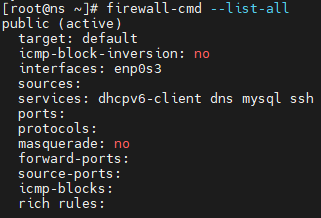 [root@ns ~]# firewall-cmd --list-all
public (active)
  target: default
  icmp-block-inversion: no
  interfaces: enp0s3
  sources:
  services: dhcpv6-client dns mysql ssh
  ports:
  protocols:
  masquerade: no
  forward-ports:
  source-ports:
  icmp-blocks:
  rich rules: